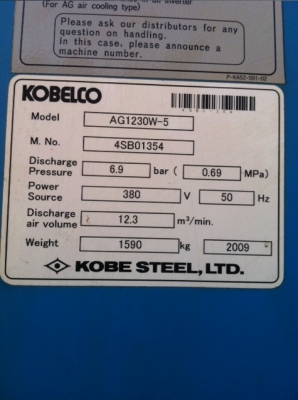 (For AG air cooling type)
Please ask our distributors for any
question on handling.
In this case, please announce a
machine number.
P-KA52-591-02
KOBELCO
Model AG1230W-5
M. No. 4SB01354
Discharge Pressure 6.9 bar ( 0.69 MPa)
Power Source 380 V 50 Hz
Discharge air volume 12.3 m³/min.
Weight 1590 kg 2009
KOBE STEEL, LTD.